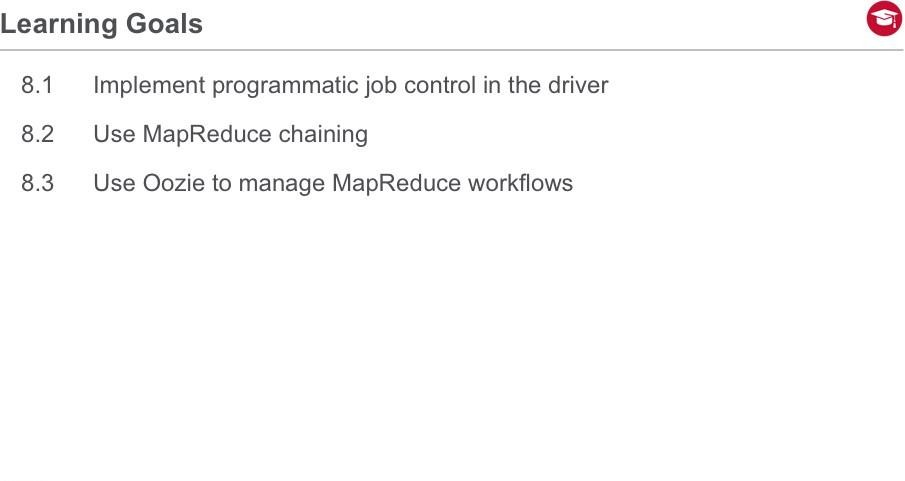 Learning Goals
8.1 Implement programmatic job control in the driver
8.2 Use MapReduce chaining
8.3 Use Oozie to manage MapReduce workflows